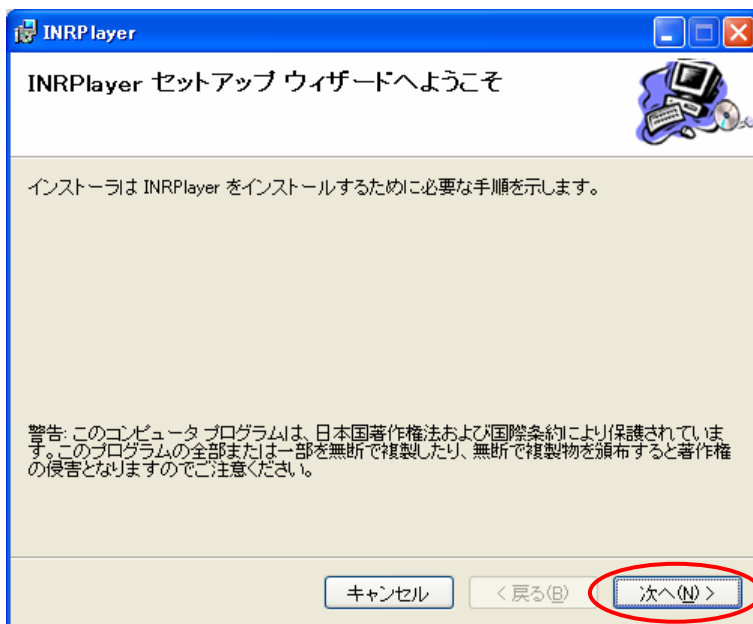 INRPlayer
INRPlayer セットアップ ウィザードへようこそ
インストーラは INRPlayer をインストールするために必要な手順を示します。
警告: このコンピュータ プログラムは、日本国著作権法および国際条約により保護されていま
す。このプログラムの全部または一部を無断で複製したり、無断で複製物を頒布すると著作権
の侵害となりますのでご注意ください。
キャンセル
< 戻る(B)
次へ(N) >